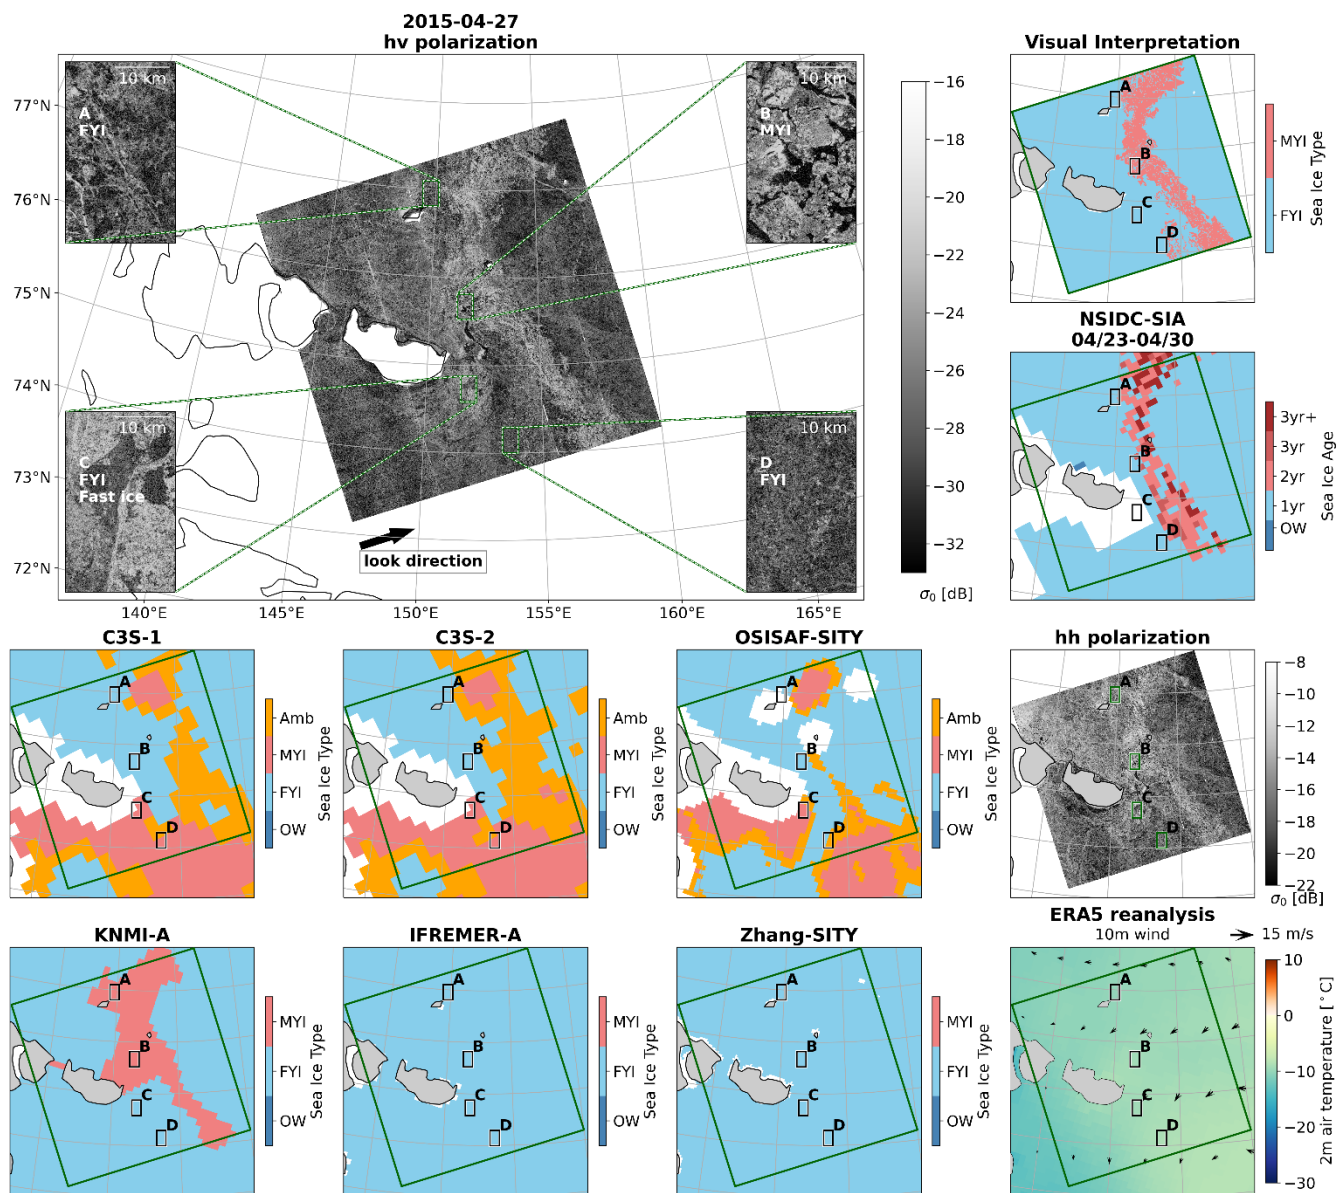 2015-04-27
hv polarization
77°N
76°N
75°N
74°N
73°N
72°N
140°E
145°E
150°E
155°E
160°E
165°E
10 km
A
FYI
10 km
B
MYI
10 km
C
FYI
Fast ice
10 km
D
FYI
look direction
−16
−18
−20
−22
−24
−26
−28
−30
−32
σ0 [dB]
Visual Interpretation
A
B
C
D
MYI
FYI
Sea Ice Type
NSIDC-SIA
04/23-04/30
A
B
C
D
3yr+
3yr
2yr
1yr
OW
Sea Ice Age
C3S-1
A
B
C
D
Amb
MYI
FYI
OW
Sea Ice Type
C3S-2
A
B
C
D
Amb
MYI
FYI
OW
Sea Ice Type
OSISAF-SITY
A
B
C
D
Amb
MYI
FYI
OW
Sea Ice Type
hh polarization
A
B
C
D
−8
−10
−12
−14
−16
−18
−20
−22
σ0 [dB]
KNMI-A
A
B
C
D
MYI
FYI
OW
Sea Ice Type
IFREMER-A
A
B
C
D
MYI
FYI
OW
Sea Ice Type
Zhang-SITY
A
B
C
D
MYI
FYI
OW
Sea Ice Type
ERA5 reanalysis
10m wind
15 m/s
A
B
C
D
10
0
−10
−20
−30
2m air temperature [°C]